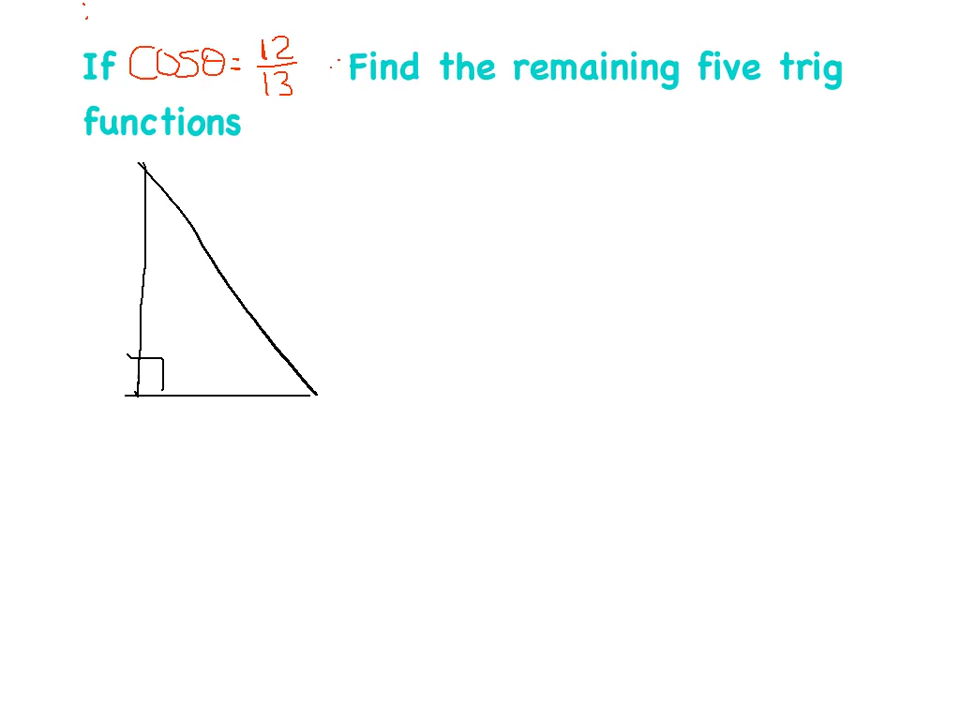 If cosθ = 12/13 Find the remaining five trig
functions